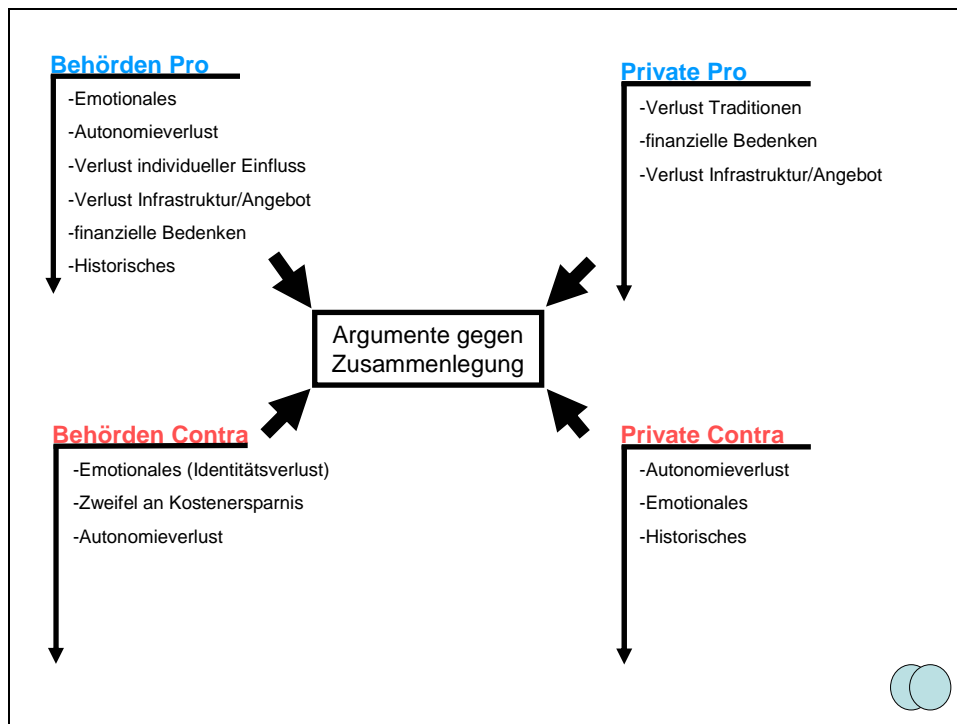 Behörden Pro
-Emotionales
-Autonomieverlust
-Verlust individueller Einfluss
-Verlust Infrastruktur/Angebot
-finanzielle Bedenken
-Historisches
Private Pro
-Verlust Traditionen
-finanzielle Bedenken
-Verlust Infrastruktur/Angebot
Argumente gegen
Zusammenlegung
Behörden Contra
-Emotionales (Identitätsverlust)
-Zweifel an Kostenersparnis
-Autonomieverlust
Private Contra
-Autonomieverlust
-Emotionales
-Historisches